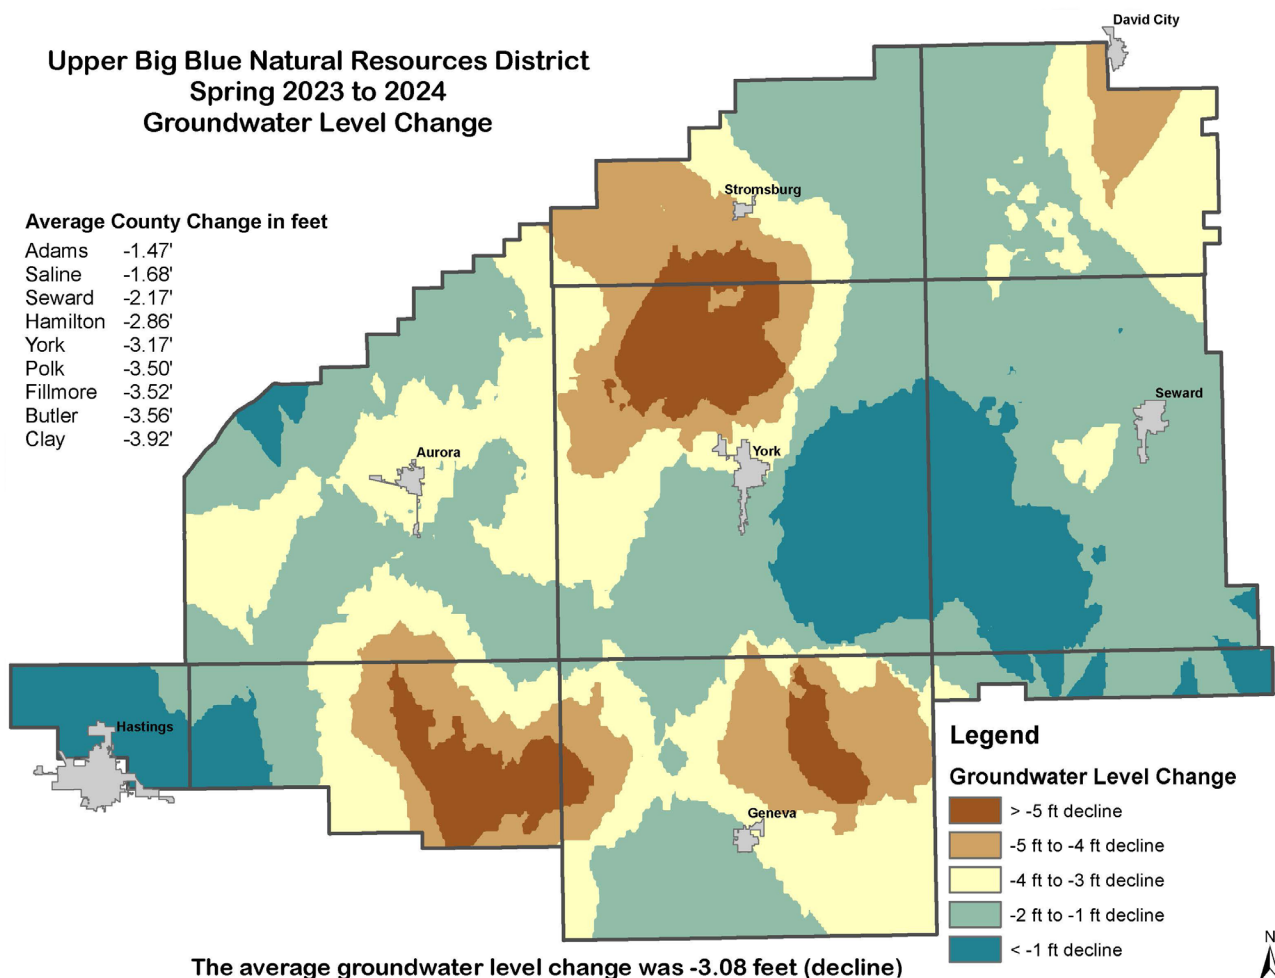 David City
Upper Big Blue Natural Resources District
Spring 2023 to 2024
Groundwater Level Change
Stromsburg
Average County Change in feet
Adams -1.47'
Saline -1.68'
Seward -2.17'
Hamilton -2.86'
York -3.17'
Polk -3.50'
Fillmore -3.52'
Butler -3.56'
Clay -3.92'
Seward
Aurora
York
Hastings
Geneva
Legend
Groundwater Level Change
> -5 ft decline
-5 ft to -4 ft decline
-4 ft to -3 ft decline
-2 ft to -1 ft decline
< -1 ft decline
N
The average groundwater level change was -3.08 feet (decline)